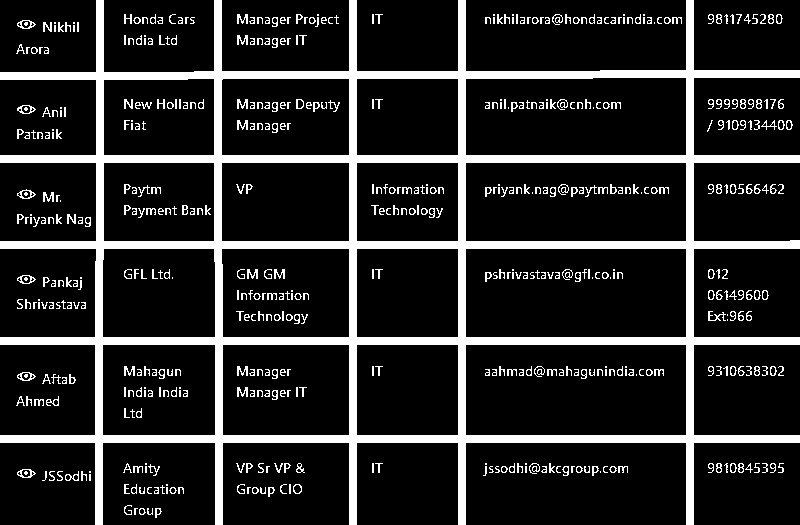 Nikhil Arora
Honda Cars India Ltd
Manager Project Manager IT
IT
nikhilarora@hondacarindia.com
9811745280
Anil Patnaik
New Holland Fiat
Manager Deputy Manager
IT
anil.patnaik@cnh.com
9999898176 / 9109134400
Mr. Priyank Nag
Paytm Payment Bank
VP
Information Technology
priyank.nag@paytmbank.com
9810566462
Pankaj Shrivastava
GFL Ltd.
GM GM Information Technology
IT
pshrivastava@gfl.co.in
012 06149600 Ext:966
Aftab Ahmed
Mahagun India India Ltd
Manager Manager IT
IT
aahmad@mahagunindia.com
9310638302
JSSodhi
Amity Education Group
VP Sr VP & Group CIO
IT
jssodhi@akcgroup.com
9810845395